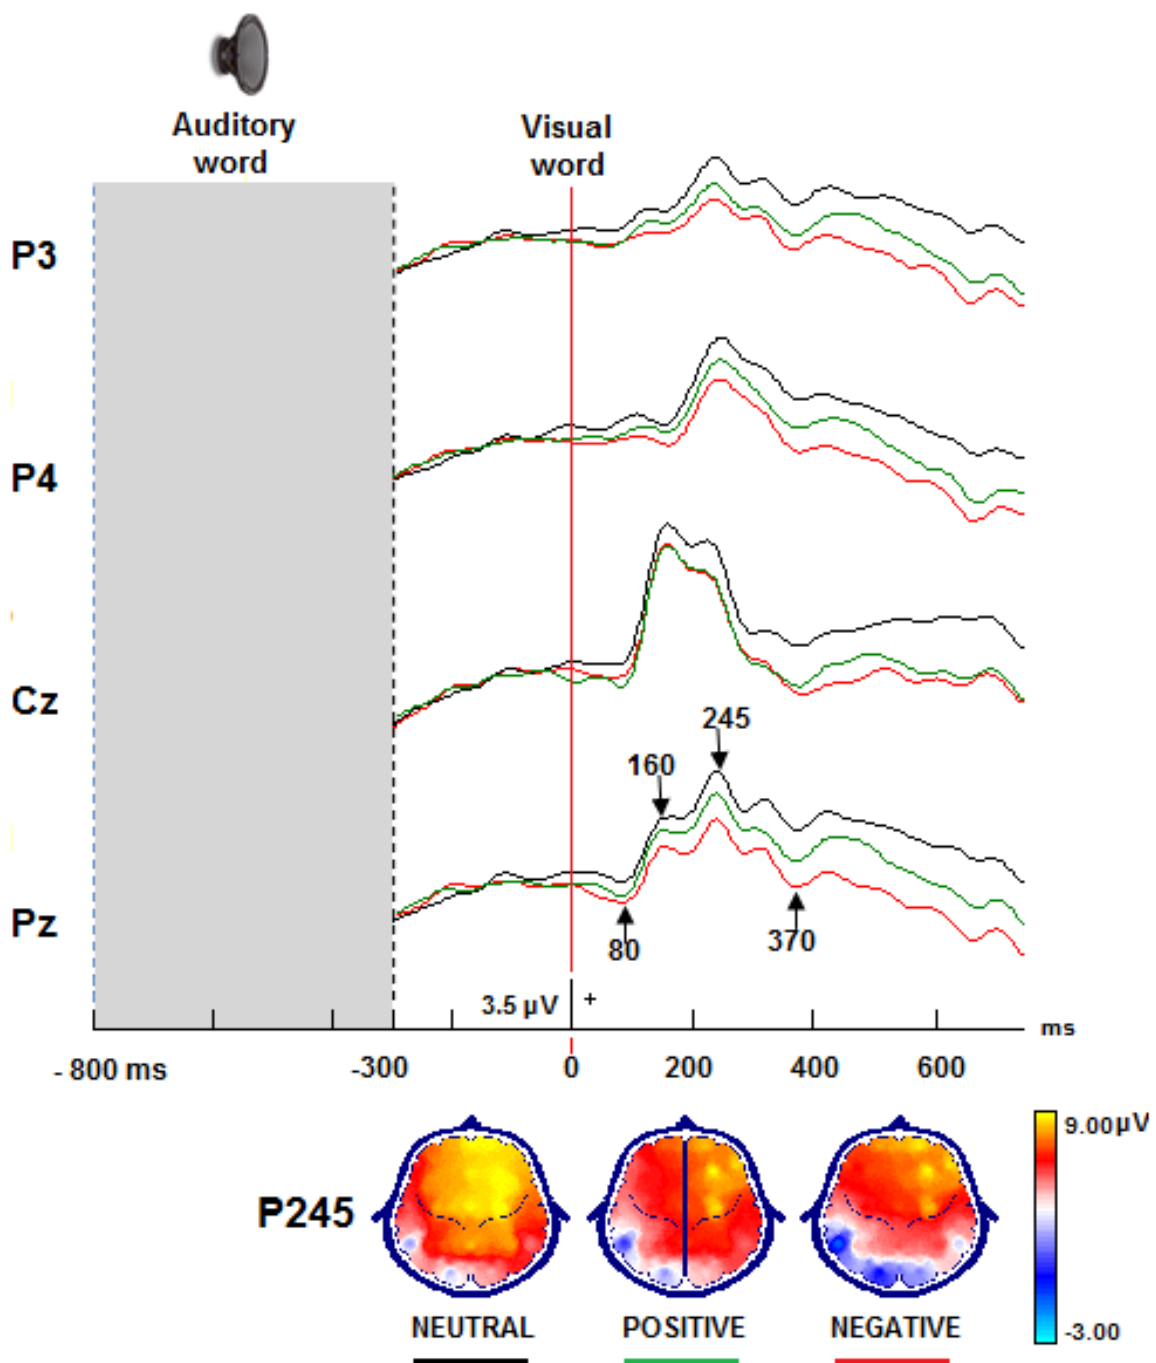 Auditory
word
Visual
word
P3
P4
Cz
245
160
Pz
80
370
3.5 µV
+
ms
- 800 ms
-300
0
200
400
600
9.00µV
P245
-3.00
NEUTRAL
POSITIVE
NEGATIVE